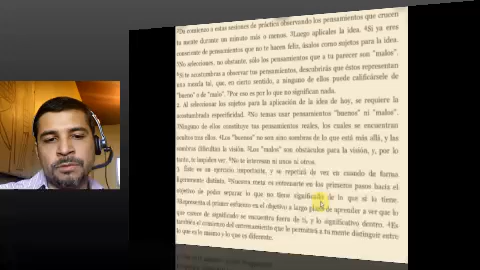 ²Da comienzo a estas sesiones de práctica observando los pensamientos que crucen
tu mente durante un minuto más o menos. ³Luego aplícales la idea. ⁴Si ya eres
consciente de pensamientos que no te hacen feliz, úsalos como sujetos para la idea.
⁵No selecciones, no obstante, sólo los pensamientos que a tu parecer son "malos".
⁶Si te acostumbras a observar tus pensamientos, descubrirás que éstos representan
una mezcla tal, que, en cierto sentido, a ninguno de ellos puede calificársele de
"bueno" o de "malo". ⁷Por eso es por lo que no significan nada.
2. Al seleccionar los sujetos para la aplicación de la idea de hoy, se requiere la
acostumbrada especificidad. ²No temas usar pensamientos "buenos" ni "malos".
³Ninguno de ellos constituye tus pensamientos reales, los cuales se encuentran
ocultos tras ellos. ⁴Los "buenos" no son sino sombras de lo que está más allá, y las
sombras dificultan la visión. ⁵Los "malos" son obstáculos para la visión, y, por lo
tanto, te impiden ver. ⁶No te interesan ni unos ni otros.
3. Éste es un ejercicio importante, y se repetirá de vez en cuando de forma
ligeramente distinta. ²Nuestra meta es entrenarte en los primeros pasos hacia el
objetivo de poder separar lo que no tiene significado de lo que sí lo tiene.
³Representa el primer esfuerzo en el objetivo a largo plazo de aprender a ver que lo
que carece de significado se encuentra fuera de ti, y lo significativo dentro. ⁴Es
también el comienzo del entrenamiento que le permitirá a tu mente distinguir entre
lo que es lo mismo y lo que es diferente.